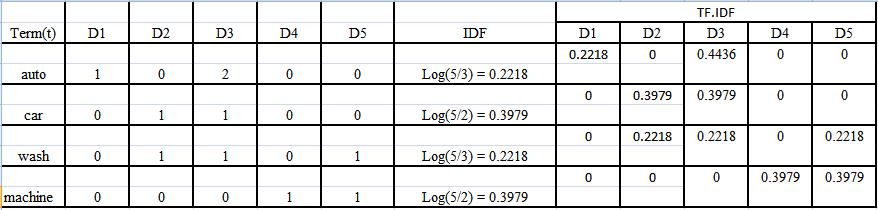 TF.IDF
Term(t) D1 D2 D3 D4 D5 IDF D1 D2 D3 D4 D5
0.2218 0 0.4436 0 0
auto 1 0 2 0 0 Log(5/3) = 0.2218
0 0.3979 0.3979 0 0
car 0 1 1 0 0 Log(5/2) = 0.3979
0 0.2218 0.2218 0 0.2218
wash 0 1 1 0 1 Log(5/3) = 0.2218
0 0 0 0.3979 0.3979
machine 0 0 0 1 1 Log(5/2) = 0.3979